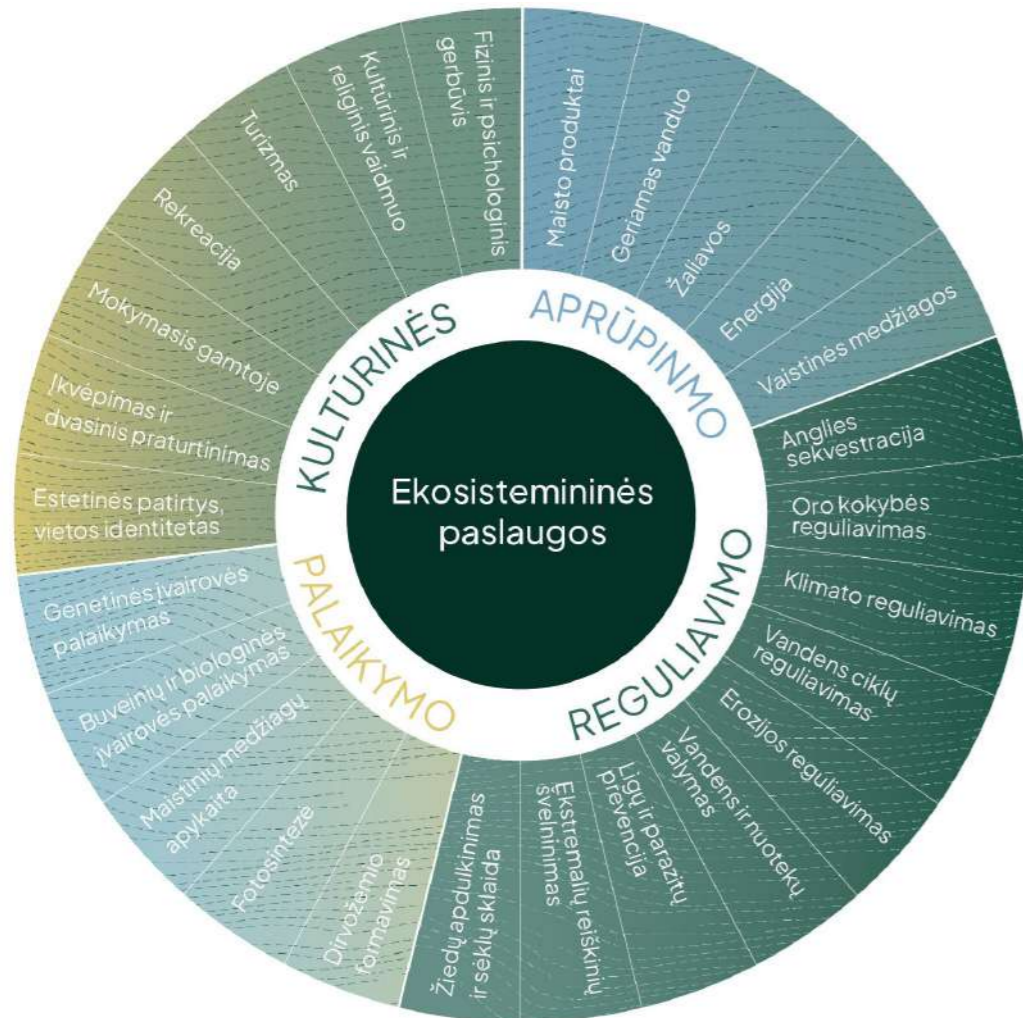 Ekosistemininės
paslaugos
APRŪPINMO
Maisto produktai
Geriamas vanduo
Žaliavos
Energija
Vaistinės medžiagos
REGULIAVIMO
Anglies
sekvestracija
Oro kokybės
reguliavimas
Klimato reguliavimas
Vandens ciklų
reguliavimas
Erozijos reguliavimas
Vandens ir nuotekų
valymas
Ligų ir parazitų
prevencija
Ekstremalių reiškinių
švelninimas
Žiedų apdulkinimas
ir sėklų sklaida
PALAIKYMO
Dirvožemio
formavimas
Fotosintezė
Maistinių medžiagų
apykaita
Buveinių ir biologinės
įvairovės palaikymas
Genetinės įvairovės
palaikymas
KULTŪRINĖS
Estetinės patirtys,
vietos identitetas
Įkvėpimas ir
dvasinis praturtinimas
Mokymasis gamtoje
Rekreacija
Turizmas
Kultūrinis ir
religinis vaidmuo
Fizinis ir psichologinis
gerbūvis